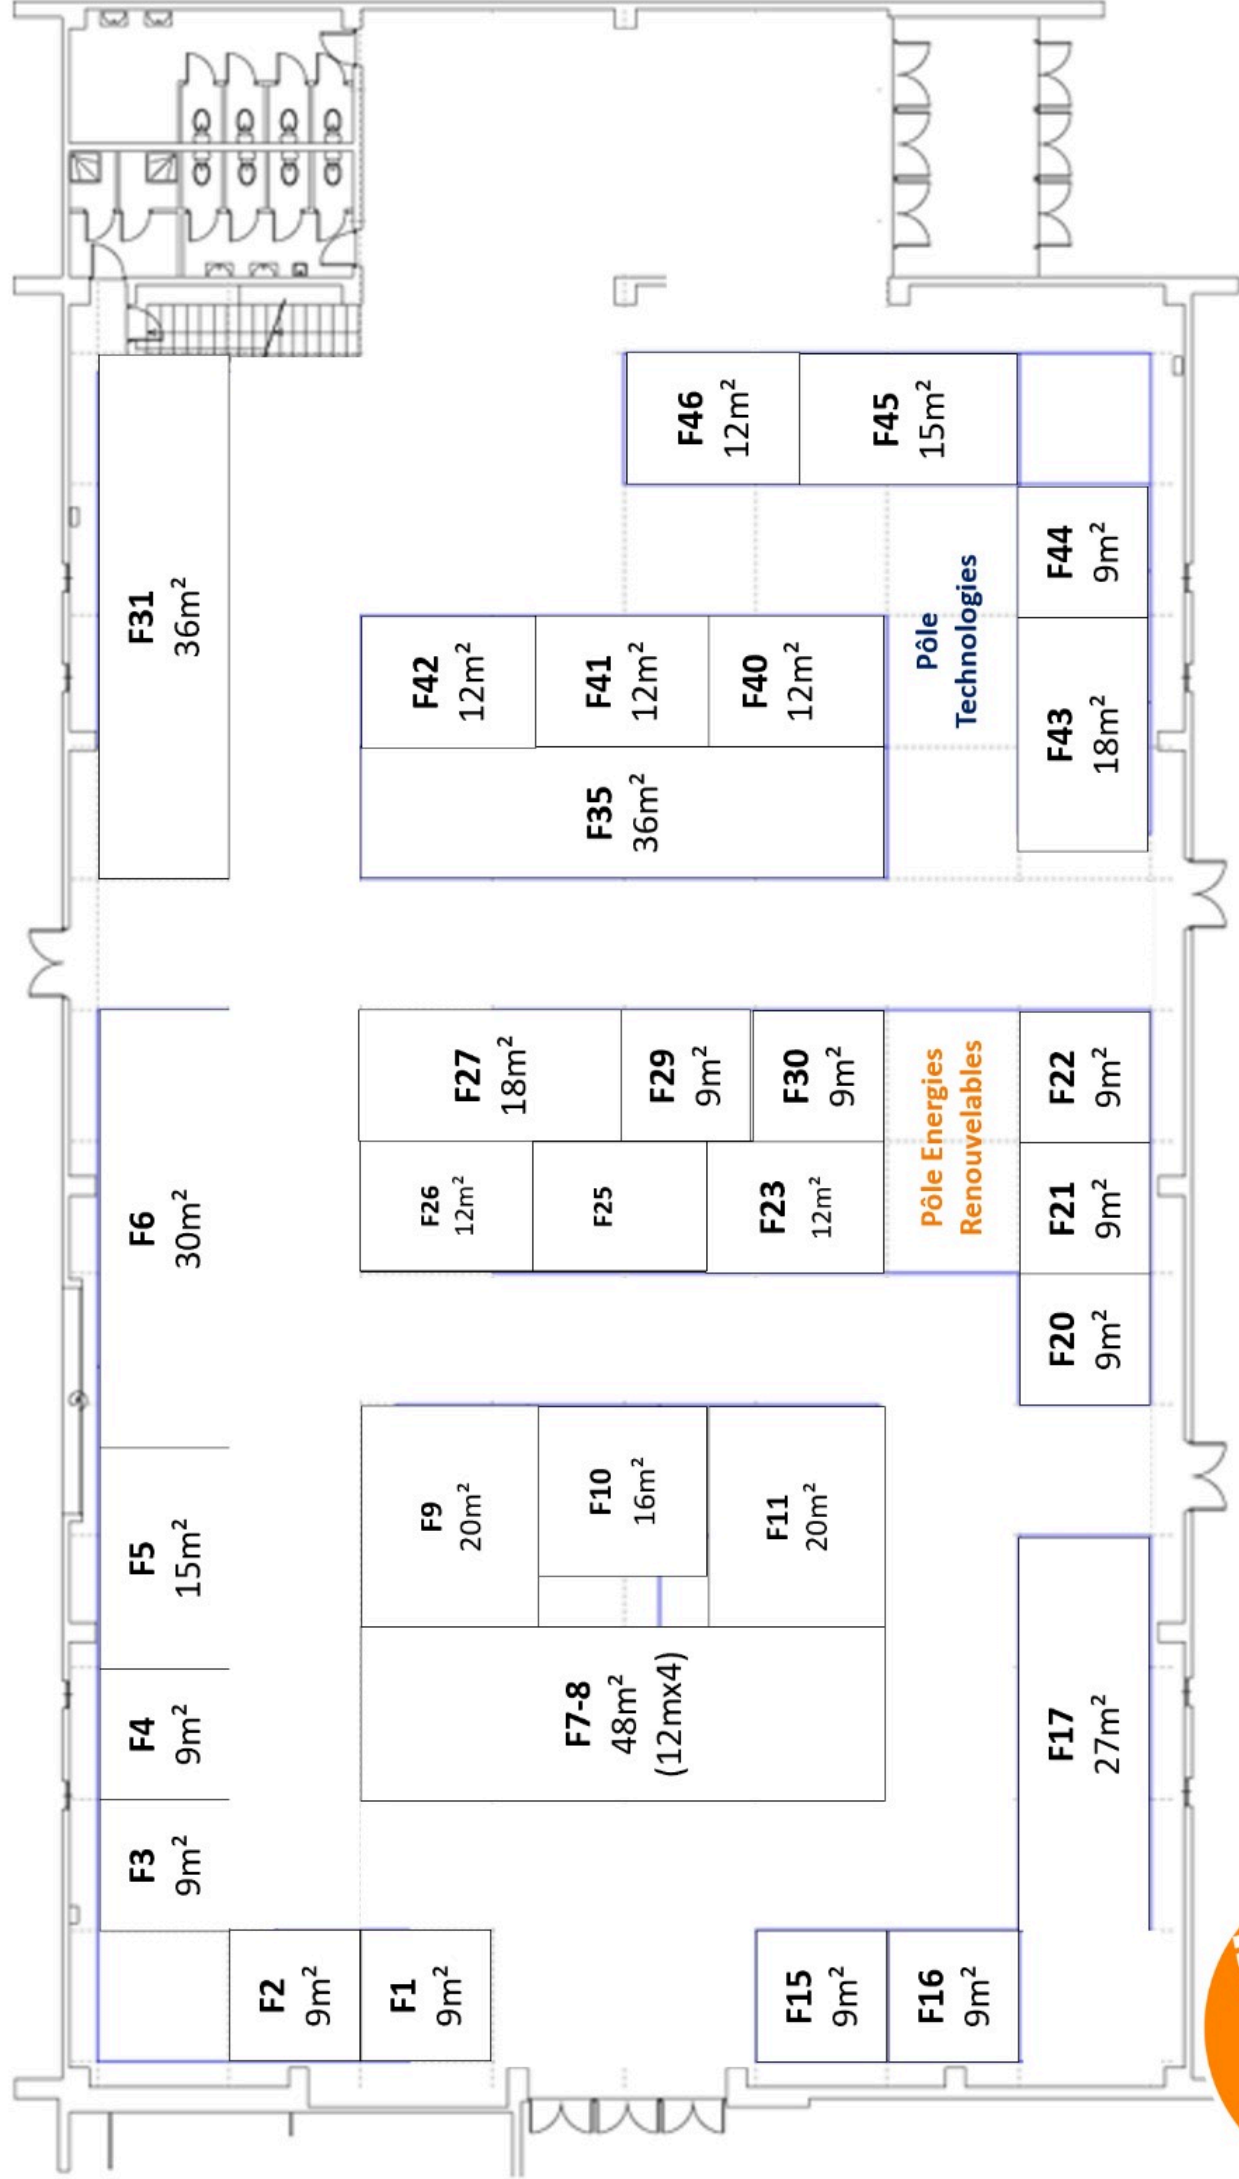 F31
36m²
F46
12m²
F45
15m²
F44
9m²
F42
12m²
F41
12m²
F40
12m²
Pôle
Technologies
F43
18m²
F35
36m²
F6
30m²
F27
18m²
F29
9m²
F30
9m²
F26
12m²
F25
F23
12m²
Pôle Energies
Renouvelables
F22
9m²
F21
9m²
F20
9m²
F5
15m²
F9
20m²
F10
16m²
F11
20m²
F4
9m²
F7-8
48m²
(12mx4)
F17
27m²
F3
9m²
F2
9m²
F1
9m²
F15
9m²
F16
9m²